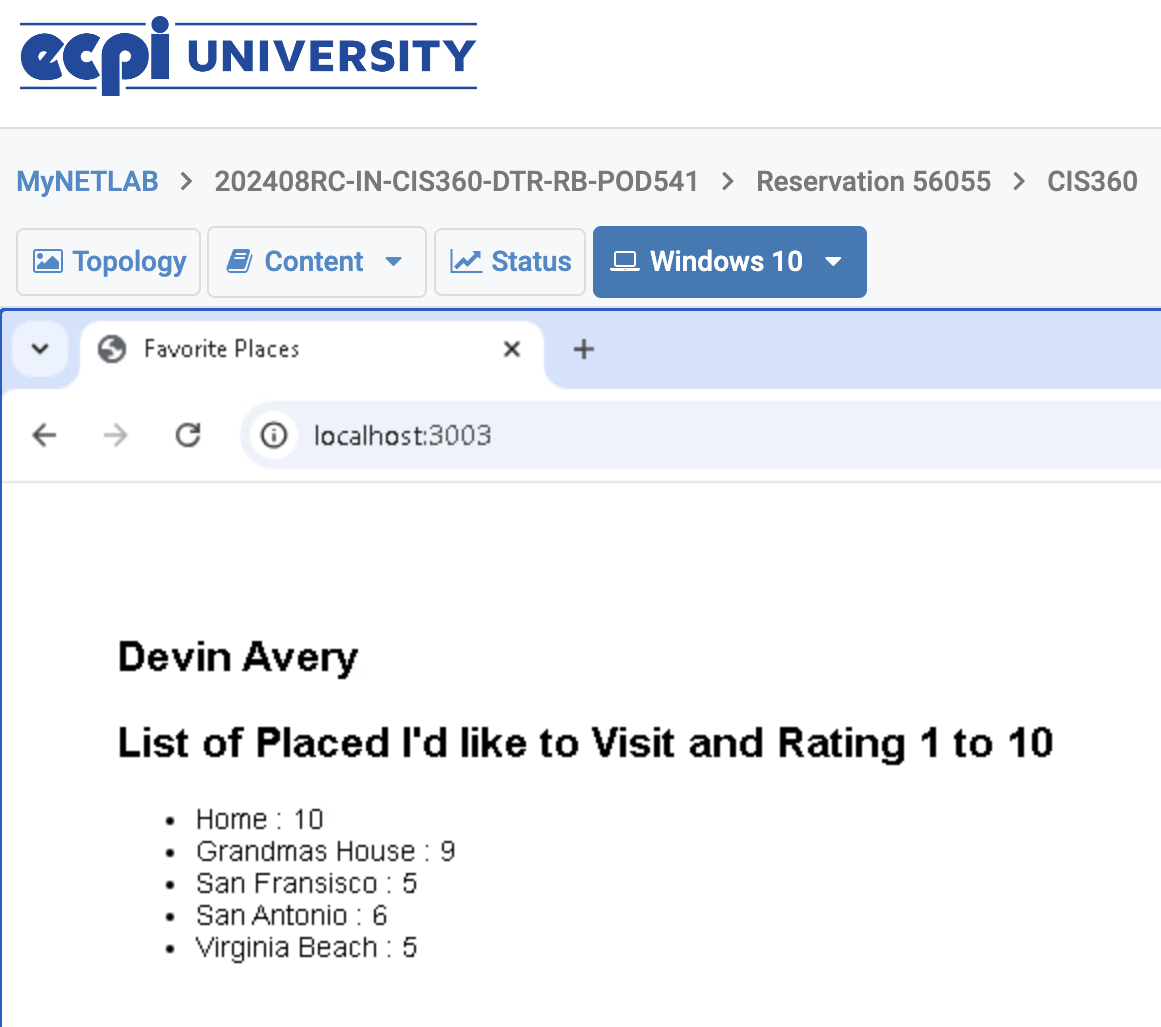 ecpi UNIVERSITY
MyNETLAB > 202408RC-IN-CIS360-DTR-RB-POD541 > Reservation 56055 > CIS360
Topology Content Status Windows 10
Favorite Places
localhost:3003
Devin Avery
List of Placed I'd like to Visit and Rating 1 to 10
• Home : 10
• Grandmas House : 9
• San Fransisco : 5
• San Antonio : 6
• Virginia Beach : 5